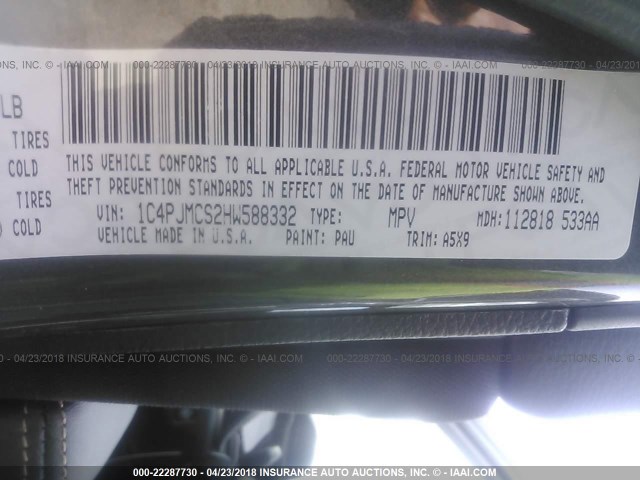 INC. - © IAAI.COM 000-22287730 - 04/23/2018 INSURANCE AUTO AUCTIONS, INC. - © IAAI.COM 000-22287730 - 04/23/2018
LB
TIRES
COLD
TIRES
COLD
THIS VEHICLE CONFORMS TO ALL APPLICABLE U.S.A. FEDERAL MOTOR VEHICLE SAFETY AND
THEFT PREVENTION STANDARDS IN EFFECT ON THE DATE OF MANUFACTURE SHOWN ABOVE.
VIN: 1C4PJMCS2HW588332 TYPE: MPV MDH:112818 533AA
VEHICLE MADE IN U.S.A. PAINT: PAU TRIM: A5X9
- 04/23/2018 INSURANCE AUTO AUCTIONS, INC. - © IAAI.COM 000-22287730 - 04/23/2018 INSURANCE AUTO AUCTIONS,
000-22287730 - 04/23/2018 INSURANCE AUTO AUCTIONS, INC. - © IAAI.COM